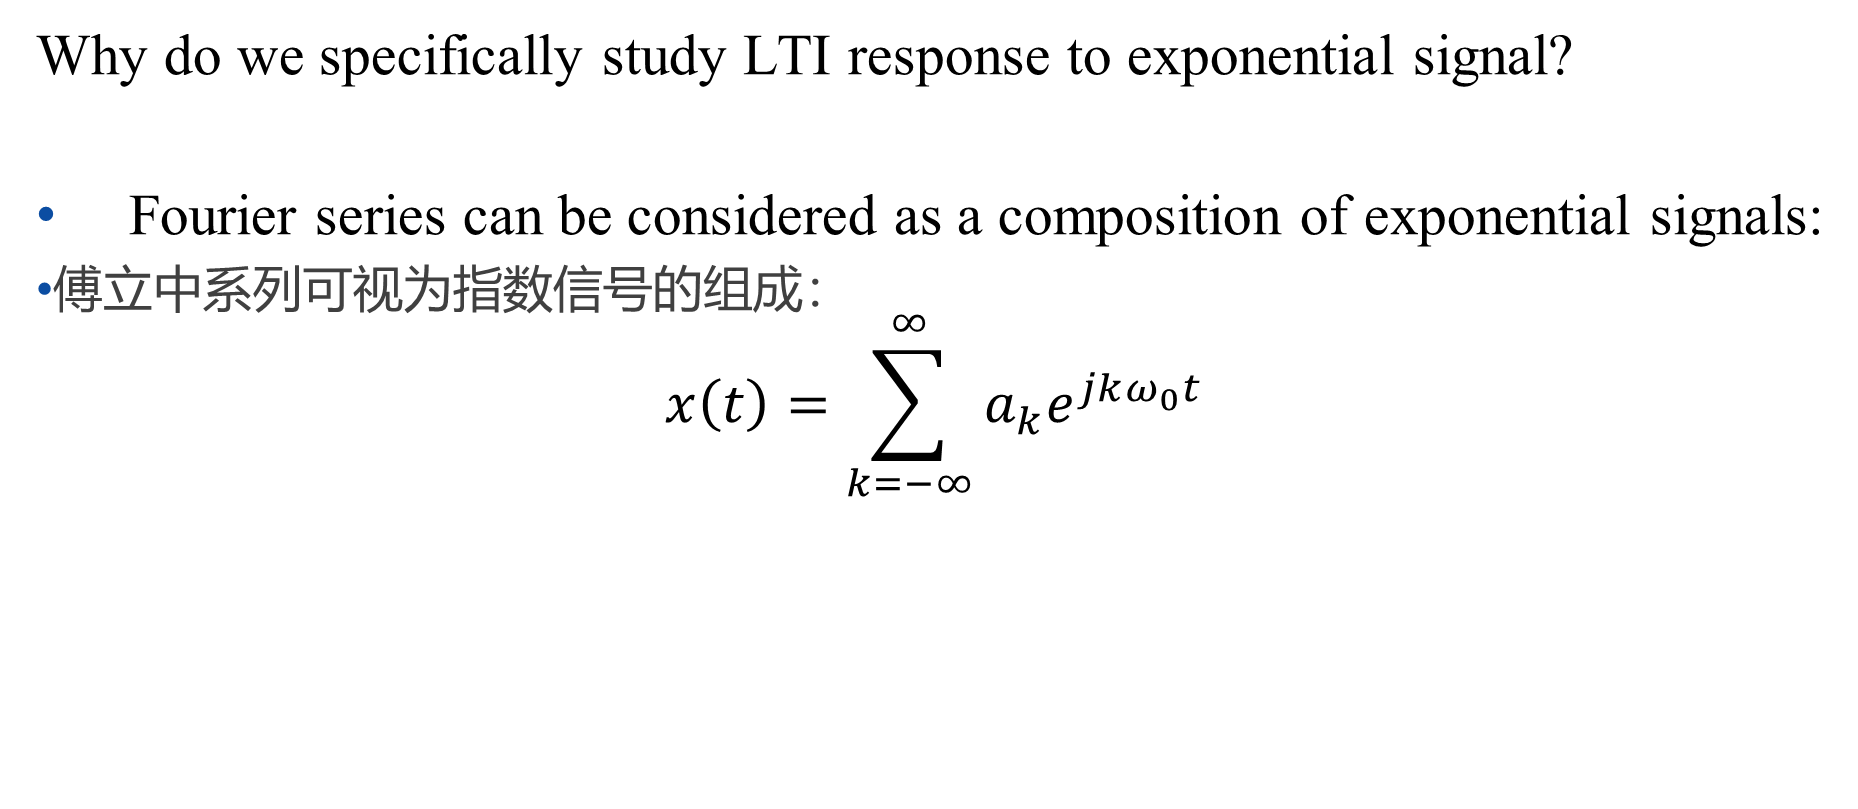 Why do we specifically study LTI response to exponential signal?
• Fourier series can be considered as a composition of exponential signals:
•傅立中系列可视为指数信号的组成：
x(t) = ∑_{k=−∞}^{∞} a_k e^{jkω_0t}